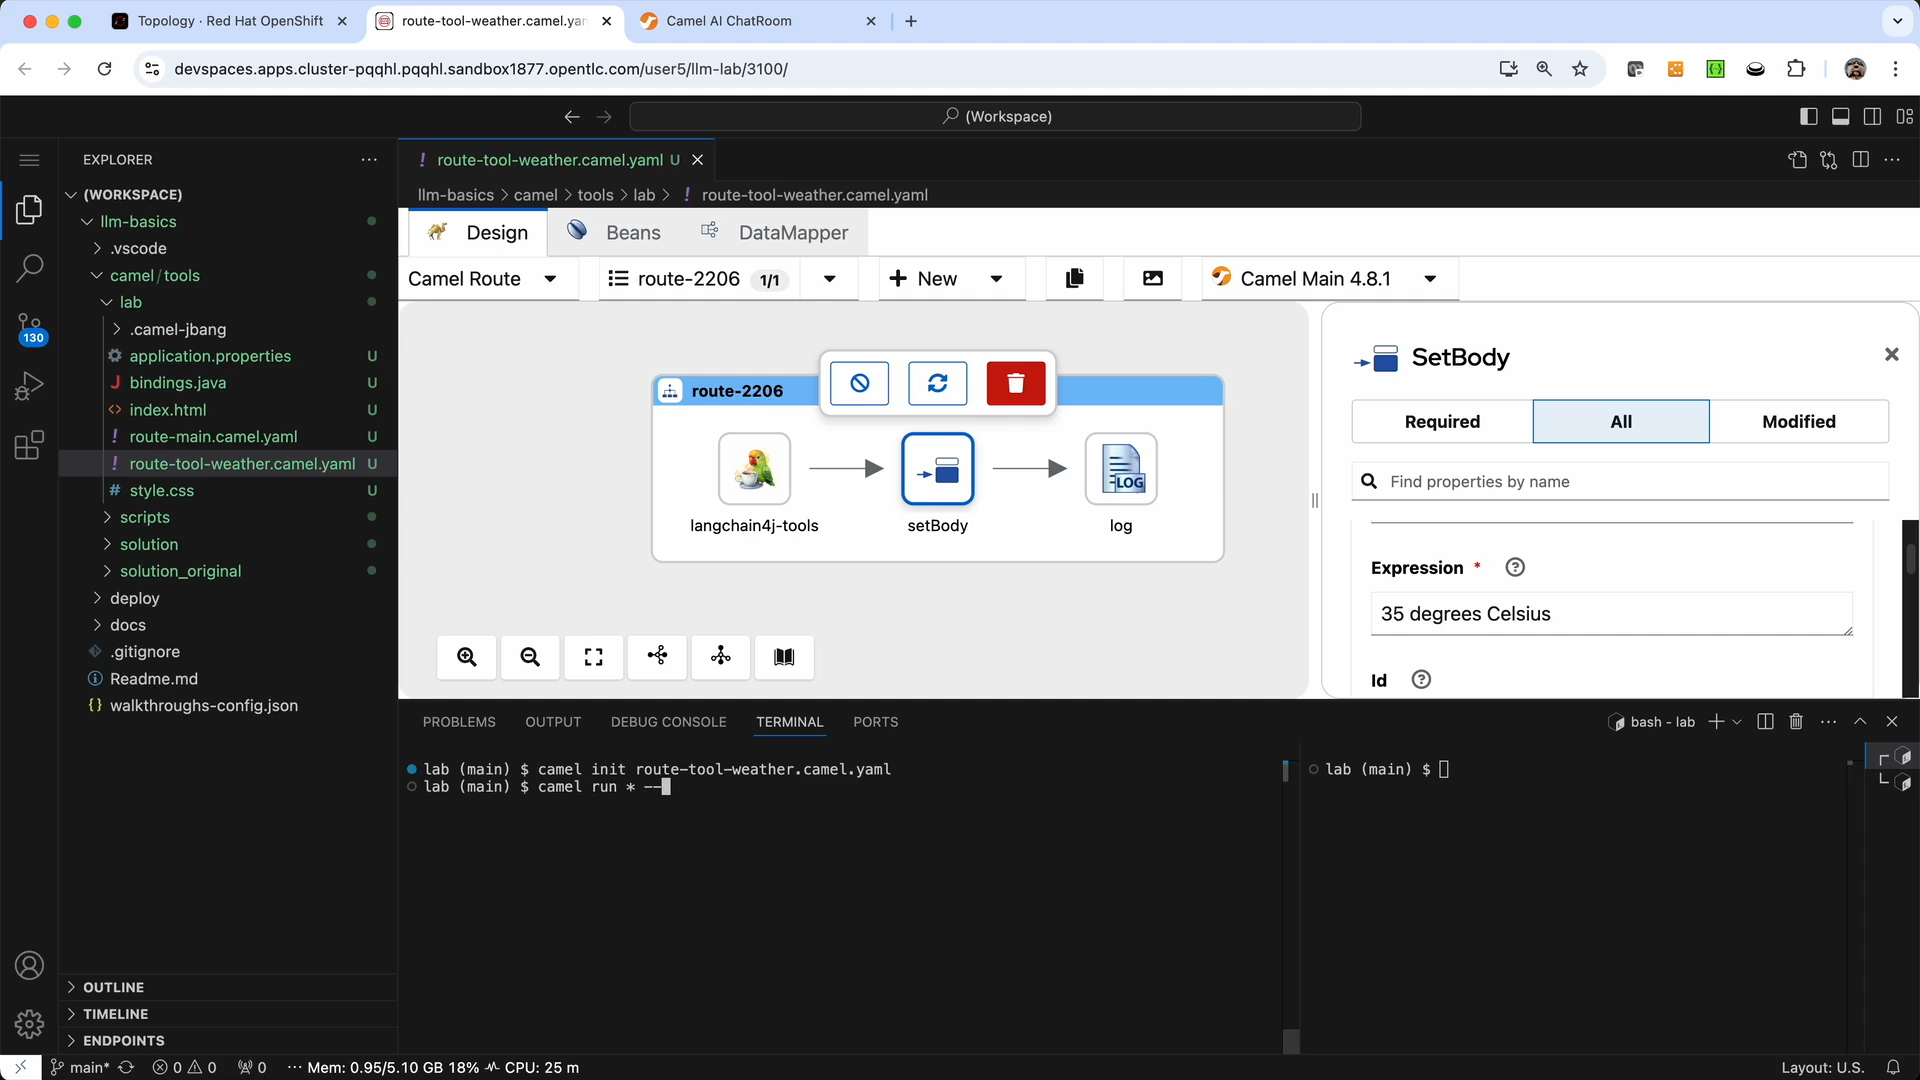 Topology · Red Hat OpenShift
route-tool-weather.camel.yam
Camel AI ChatRoom
devspaces.apps.cluster-pqqhl.pqqhl.sandbox1877.opentlc.com/user5/llm-lab/3100/
(Workspace)
EXPLORER
(WORKSPACE)
llm-basics
.vscode
camel/tools
lab
.camel-jbang
application.properties U
bindings.java U
index.html U
route-main.camel.yaml U
route-tool-weather.camel.yaml U
style.css U
scripts
solution
solution_original
deploy
docs
.gitignore
Readme.md
walkthroughs-config.json
130
OUTLINE
TIMELINE
ENDPOINTS
route-tool-weather.camel.yaml U
llm-basics > camel > tools > lab > ! route-tool-weather.camel.yaml
Design
Beans
DataMapper
Camel Route
route-2206 1/1
New
Camel Main 4.8.1
route-2206
langchain4j-tools
setBody
LOG
log
SetBody
Required
All
Modified
Find properties by name
Expression *
35 degrees Celsius
Id
PROBLEMS
OUTPUT
DEBUG CONSOLE
TERMINAL
PORTS
bash - lab
lab (main) $ camel init route-tool-weather.camel.yaml
lab (main) $ camel run * --
lab (main) $
main*
0 0
0
Mem: 0.95/5.10 GB 18% CPU: 25 m
Layout: U.S.